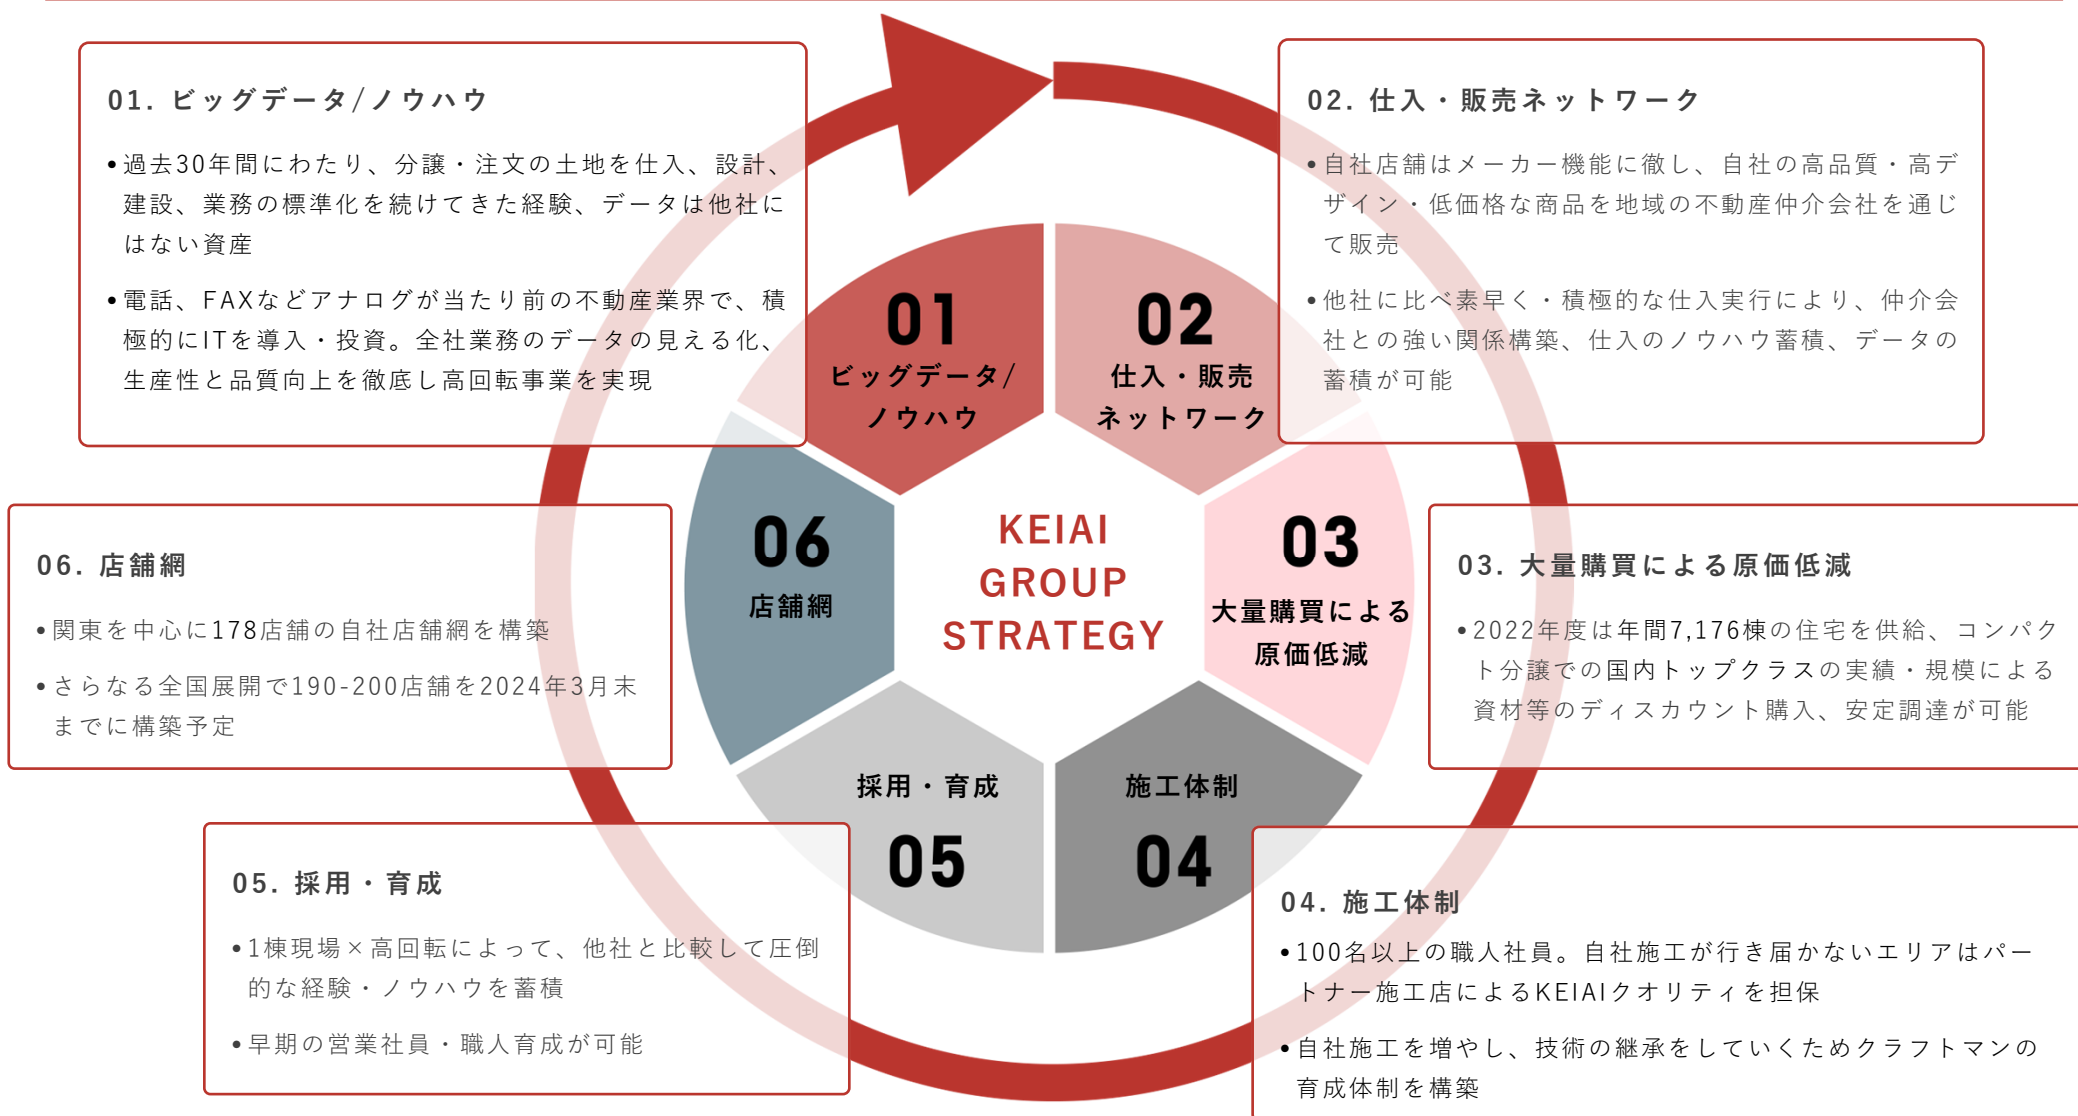 01. ビッグデータ/ノウハウ
•過去30年間にわたり、分譲・注文の土地を仕入、設計、
建設、業務の標準化を続けてきた経験、データは他社に
はない資産
•電話、FAXなどアナログが当たり前の不動産業界で、積
極的にITを導入・投資。全社業務のデータの見える化、
生産性と品質向上を徹底し高回転事業を実現
02. 仕入・販売ネットワーク
•自社店舗はメーカー機能に徹し、自社の高品質・高デ
ザイン・低価格な商品を地域の不動産仲介会社を通じ
て販売
•他社に比べ素早く・積極的な仕入実行により、仲介会
社との強い関係構築、仕入のノウハウ蓄積、データの
蓄積が可能
01
ビッグデータ/
ノウハウ
02
仕入・販売
ネットワーク
03
大量購買による
原価低減
施工体制
04
採用・育成
05
06
店舗網
KEIAI
GROUP
STRATEGY
03. 大量購買による原価低減
•2022年度は年間7,176棟の住宅を供給、コンパク
ト分譲での国内トップクラスの実績・規模による
資材等のディスカウント購入、安定調達が可能
04. 施工体制
•100名以上の職人社員。自社施工が行き届かないエリアはパー
トナー施工店によるKEIAIクオリティを担保
•自社施工を増やし、技術の継承をしていくためクラフトマンの
育成体制を構築
05. 採用・育成
•1棟現場×高回転によって、他社と比較して圧倒
的な経験・ノウハウを蓄積
•早期の営業社員・職人育成が可能
06. 店舗網
•関東を中心に178店舗の自社店舗網を構築
•さらなる全国展開で190-200店舗を2024年3月末
までに構築予定